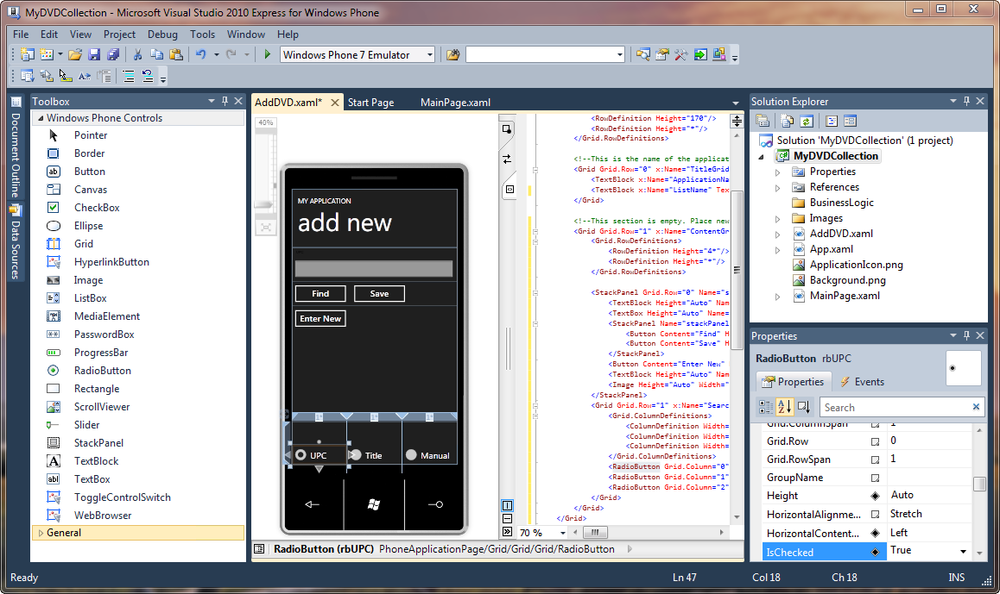 MyDVDCollection - Microsoft Visual Studio 2010 Express for Windows Phone
File Edit View Project Debug Tools Window Help
Windows Phone 7 Emulator
Document Outline
Data Sources
Toolbox
Windows Phone Controls
Pointer
Border
Button
Canvas
CheckBox
Ellipse
Grid
HyperlinkButton
Image
ListBox
MediaElement
PasswordBox
ProgressBar
RadioButton
Rectangle
ScrollViewer
Slider
StackPanel
TextBlock
TextBox
ToggleControlSwitch
WebBrowser
General
AddDVD.xaml* Start Page MainPage.xaml
40%
MY APPLICATION
add new
Find Save
Enter New
UPC Title Manual
<RowDefinition Height="170"/>
<RowDefinition Height="*"/>
</Grid.RowDefinitions>
<!--This is the name of the applicat
<Grid Grid.Row="0" x:Name="TitleGrid
<TextBlock x:Name="ApplicationNa
<TextBlock x:Name="ListName" Tex
</Grid>
<!--This section is empty. Place new
<Grid Grid.Row="1" x:Name="ContentGr
<Grid.RowDefinitions>
<RowDefinition Height="4*"/>
<RowDefinition Height="*"/>
</Grid.RowDefinitions>
<StackPanel Grid.Row="0" Name="s
<TextBlock Height="Auto" Nam
<TextBox Height="Auto" Name=
<StackPanel Name="stackPanel
<Button Content="Find" H
<Button Content="Save" H
</StackPanel>
<Button Content="Enter New"
<TextBlock Height="Auto" Nam
<Image Height="Auto" Width="
</StackPanel>
<Grid Grid.Row="1" x:Name="Searc
<Grid.ColumnDefinitions>
<ColumnDefinition Width=
<ColumnDefinition Width=
<ColumnDefinition Width=
</Grid.ColumnDefinitions>
<RadioButton Grid.Column="0"
<RadioButton Grid.Column="1"
<RadioButton Grid.Column="2"
</Grid>
</Grid>
</Grid>
70 %
RadioButton (rbUPC) PhoneApplicationPage/Grid/Grid/Grid/RadioButton
Solution Explorer
Solution 'MyDVDCollection' (1 project)
MyDVDCollection
Properties
References
BusinessLogic
Images
AddDVD.xaml
App.xaml
ApplicationIcon.png
Background.png
MainPage.xaml
Properties
RadioButton rbUPC
Properties Events
Search
Grid.ColumnSpan 1
Grid.Row 0
Grid.RowSpan 1
GroupName
Height Auto
HorizontalAlignme... Stretch
HorizontalContent... Left
IsChecked True
Ready Ln 47 Col 18 Ch 18 INS